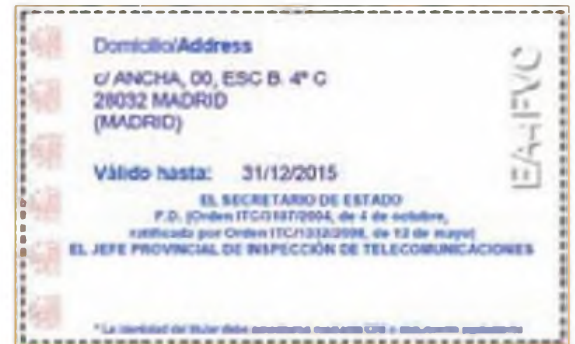 Domicilio/Address
c/ ANCHA, 00, ESC B. 4º C
28032 MADRID
(MADRID)
Válido hasta: 31/12/2015
EL SECRETARIO DE ESTADO
P.D. (Orden ITC/3187/2004, de 4 de octubre,
ratificada por Orden ITC/1332/2008, de 12 de mayo)
EL JEFE PROVINCIAL DE INSPECCIÓN DE TELECOMUNICACIONES
* La identidad del titular debe
EA4FVC